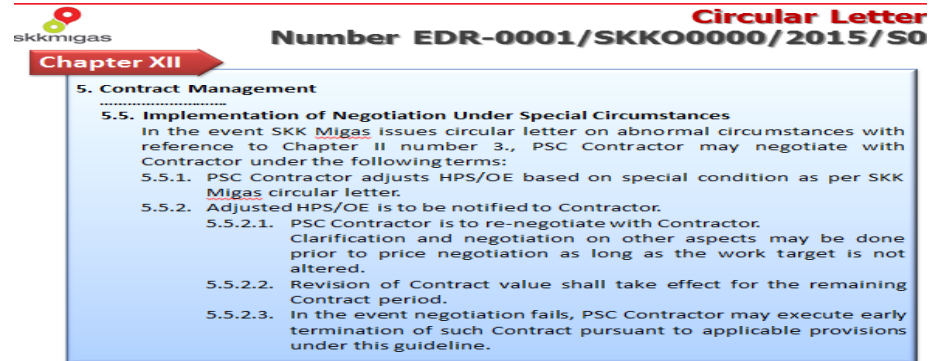 skkmigas
Circular Letter
Number EDR-0001/SKKO0000/2015/S0
Chapter XII
5. Contract Management
............................
5.5. Implementation of Negotiation Under Special Circumstances
In the event SKK Migas issues circular letter on abnormal circumstances with
reference to Chapter II number 3., PSC Contractor may negotiate with
Contractor under the following terms:
5.5.1. PSC Contractor adjusts HPS/OE based on special condition as per SKK
Migas circular letter.
5.5.2. Adjusted HPS/OE is to be notified to Contractor.
5.5.2.1. PSC Contractor is to re-negotiate with Contractor.
Clarification and negotiation on other aspects may be done
prior to price negotiation as long as the work target is not
altered.
5.5.2.2. Revision of Contract value shall take effect for the remaining
Contract period.
5.5.2.3. In the event negotiation fails, PSC Contractor may execute early
termination of such Contract pursuant to applicable provisions
under this guideline.